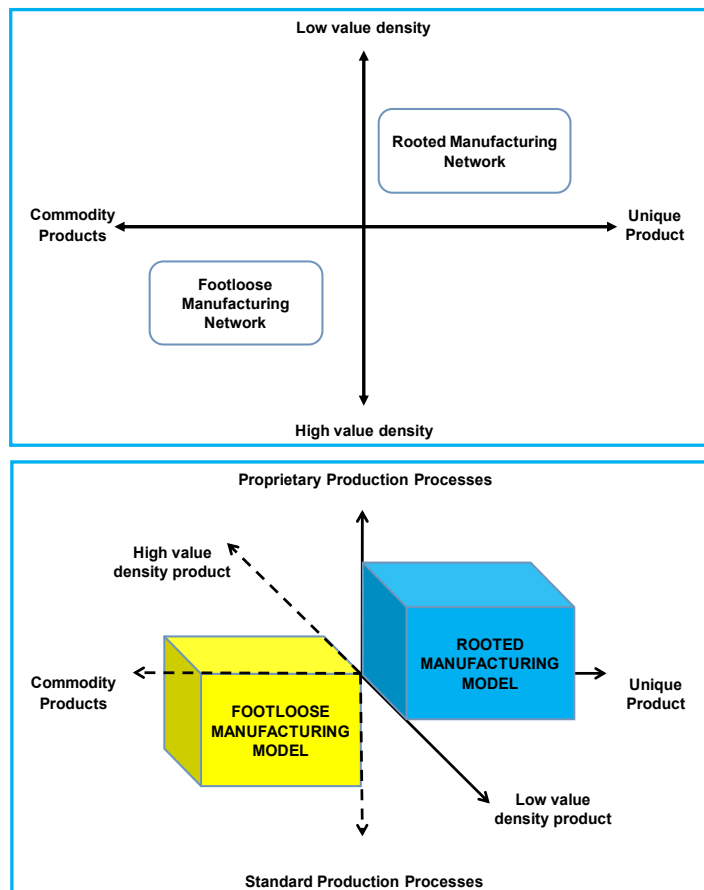 Low value density
Rooted Manufacturing
Network
Commodity
Products
Unique
Product
Footloose
Manufacturing
Network
High value density
Proprietary Production Processes
High value
density product
ROOTED
MANUFACTURING
MODEL
Commodity
Products
Unique
Product
FOOTLOOSE
MANUFACTURING
MODEL
Low value
density product
Standard Production Processes